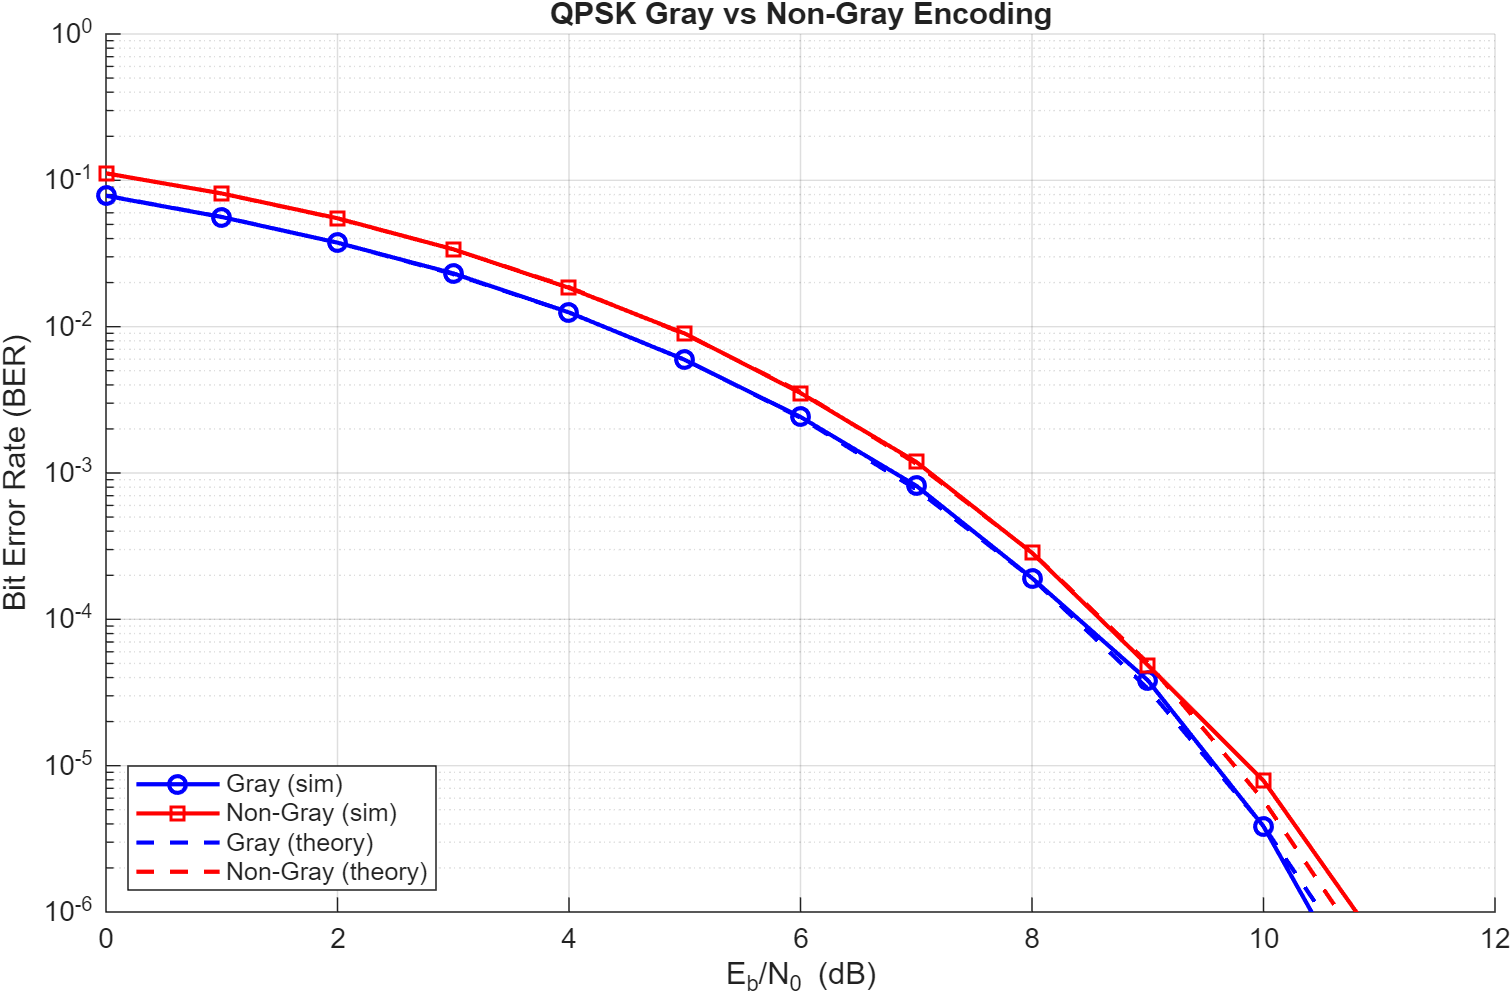 QPSK Gray vs Non-Gray Encoding
10^0
10^-1
10^-2
10^-3
10^-4
10^-5
10^-6
Bit Error Rate (BER)
Gray (sim)
Non-Gray (sim)
Gray (theory)
Non-Gray (theory)
0 2 4 6 8 10 12
E_b/N_0 (dB)